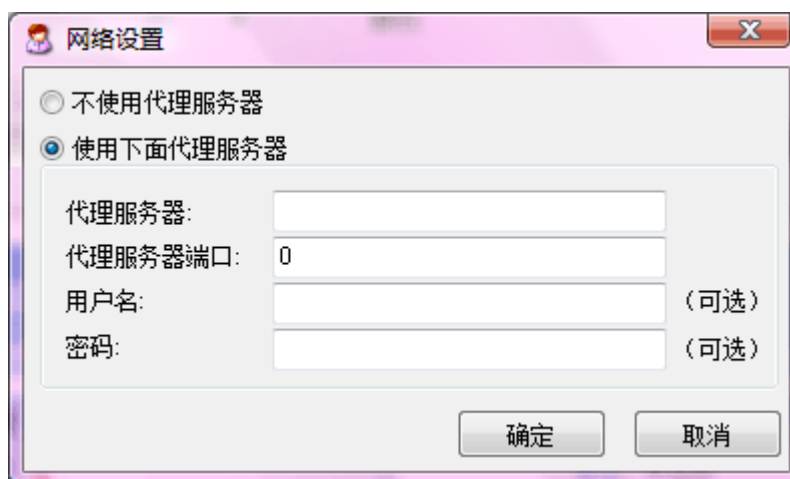 网络设置
不使用代理服务器
使用下面代理服务器
代理服务器:
代理服务器端口: 0
用户名: (可选)
密码: (可选)
确定 取消